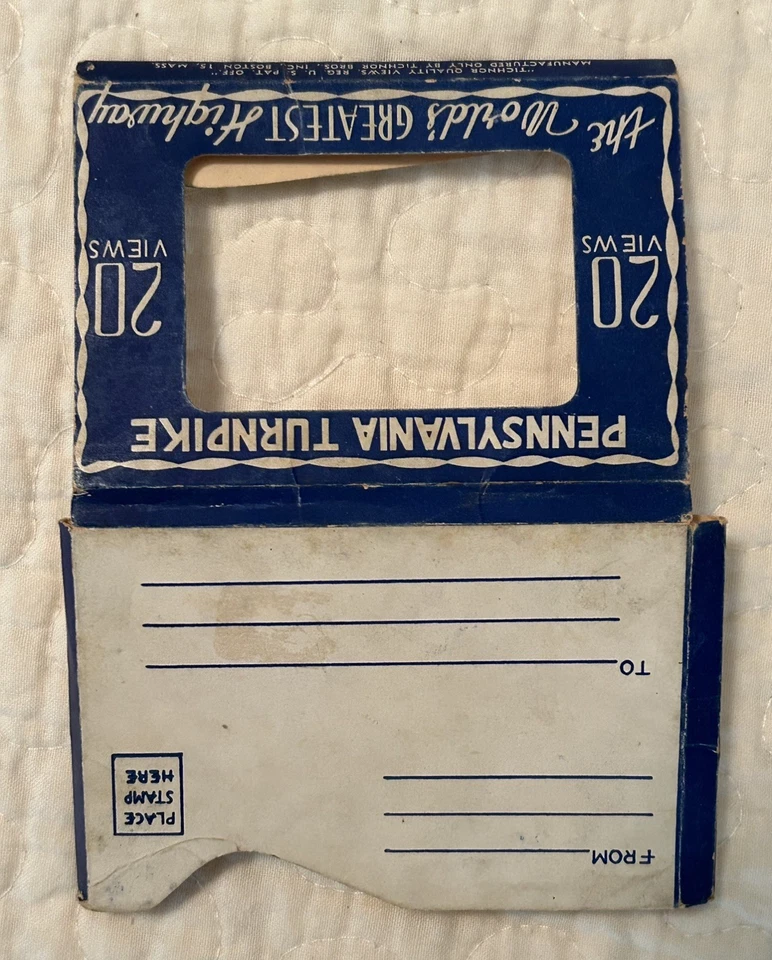 FROM
PLACE
STAMP
HERE
TO
PENNSYLVANIA TURNPIKE
20
VIEWS
20
VIEWS
the World's GREATEST Highway
"TICHNOR QUALITY VIEWS, REG. U. S. PAT. OFF."
MANUFACTURED ONLY BY TICHNOR BROS., INC., BOSTON 15, MASS.